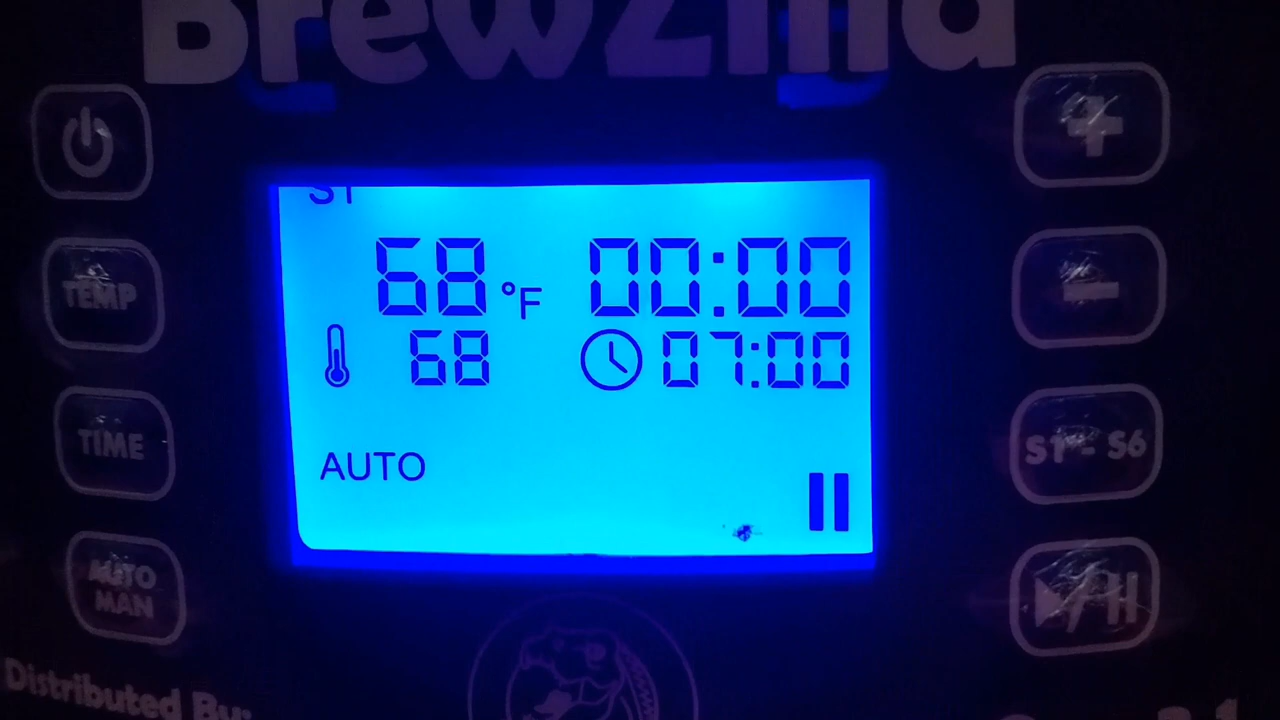 Brewzilla
TEMP
TIME
AUTO
MAN
S1
68 °F 00:00
68 07:00
AUTO
S1 - S6
Distributed By: